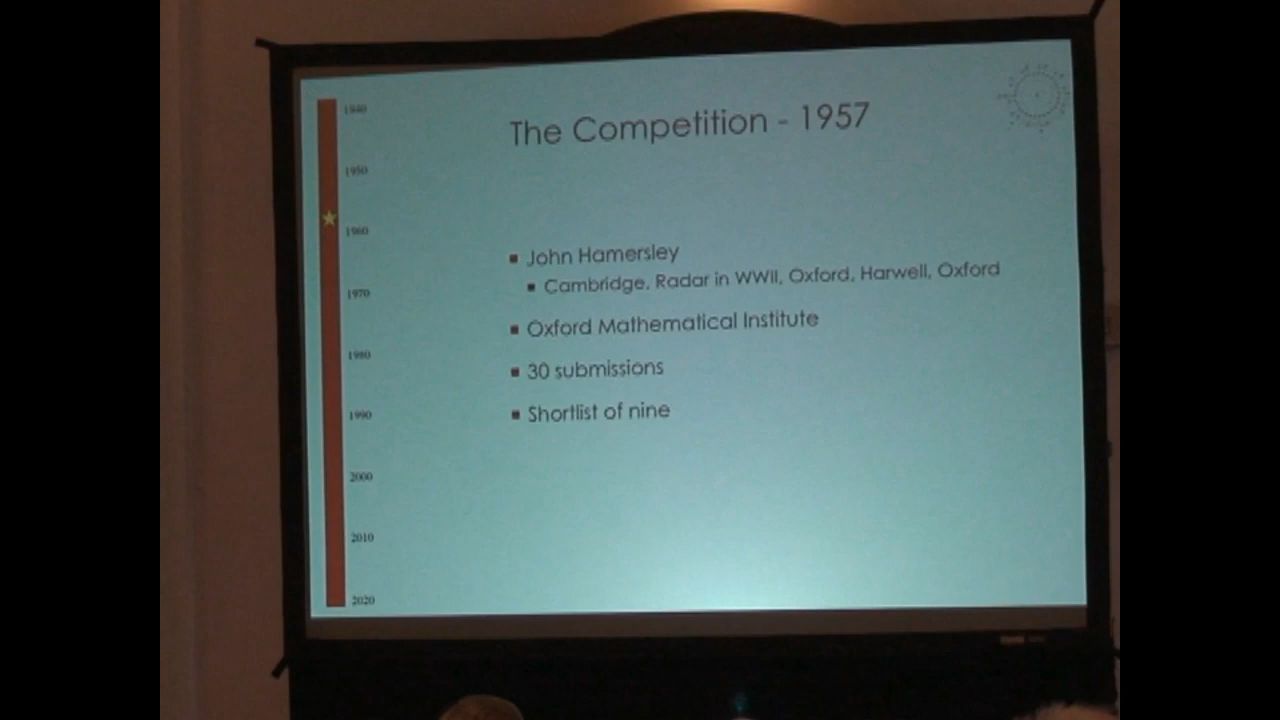 The Competition - 1957
1940
1950
1960
1970
1980
1990
2000
2010
2020
▪ John Hamersley
▪ Cambridge, Radar in WWII, Oxford, Harwell, Oxford
▪ Oxford Mathematical Institute
▪ 30 submissions
▪ Shortlist of nine